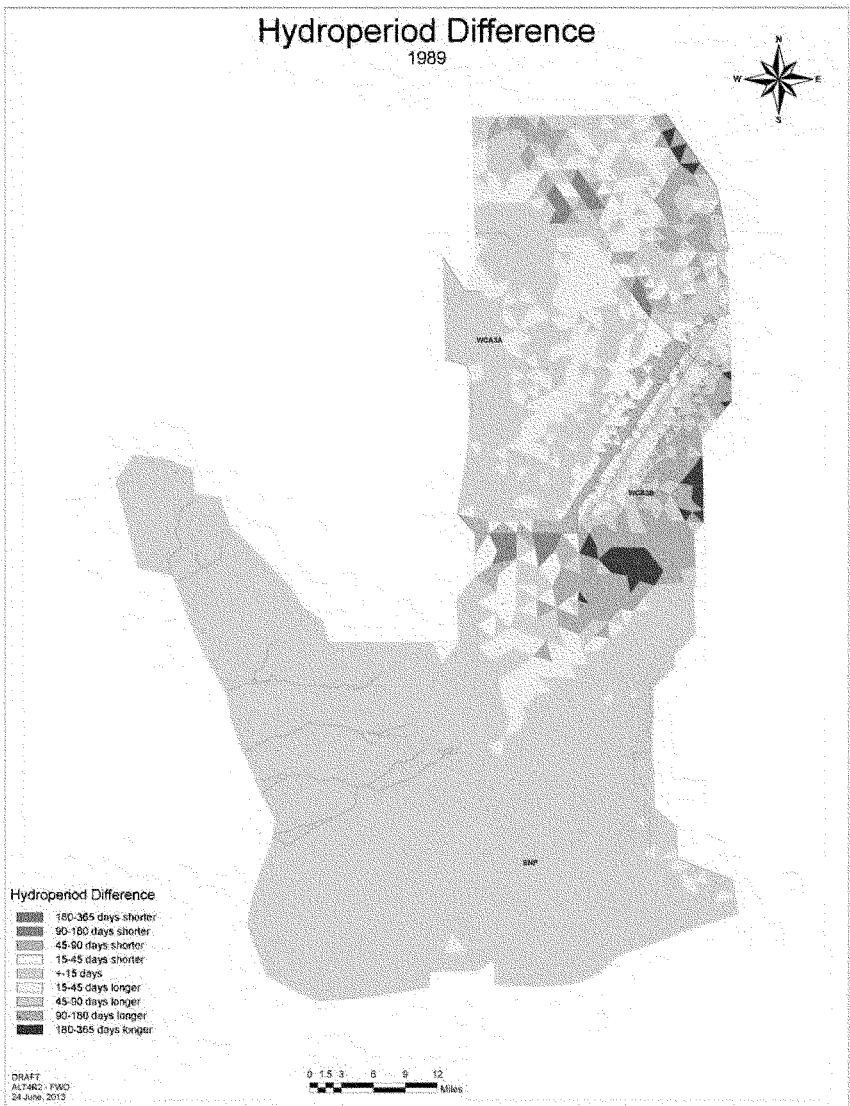 Hydroperiod Difference
1989
N
W E
S
WCA3A
WCA3B
ENP
Hydroperiod Difference
180-365 days shorter
90-180 days shorter
45-90 days shorter
15-45 days shorter
+-15 days
15-45 days longer
45-90 days longer
90-180 days longer
180-365 days longer
DRAFT
ALT4R2 - FWO
24 June, 2013
0 1.5 3 6 9 12
Miles